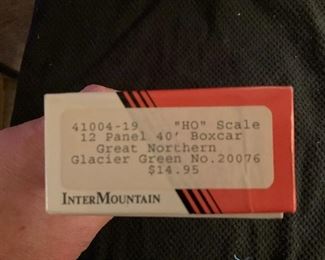 41004-19 "HO" Scale
12 Panel 40' Boxcar
Great Northern
Glacier Green No.20076
$14.95
INTERMOUNTAIN